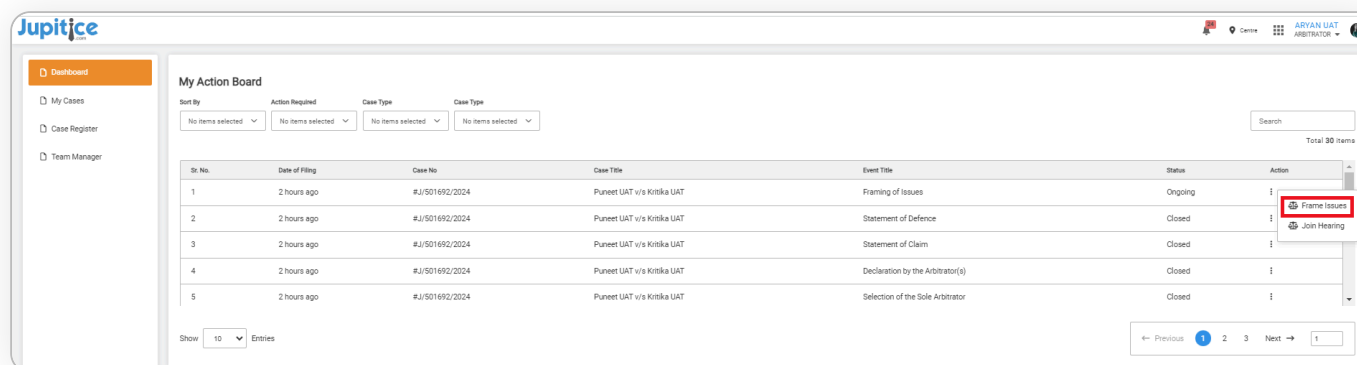 Jupitice
.com
24
Centre
ARYAN UAT
ARBITRATOR
Dashboard
My Cases
Case Register
Team Manager
My Action Board
Sort By Action Required Case Type Case Type
No items selected No items selected No items selected No items selected
Search
Total 30 items
Sr. No. Date of Filing Case No Case Title Event Title Status Action
1 2 hours ago #J/501692/2024 Puneet UAT v/s Kritika UAT Framing of Issues Ongoing
Frame Issues
2 2 hours ago #J/501692/2024 Puneet UAT v/s Kritika UAT Statement of Defence Closed
Join Hearing
3 2 hours ago #J/501692/2024 Puneet UAT v/s Kritika UAT Statement of Claim Closed
4 2 hours ago #J/501692/2024 Puneet UAT v/s Kritika UAT Declaration by the Arbitrator(s) Closed
5 2 hours ago #J/501692/2024 Puneet UAT v/s Kritika UAT Selection of the Sole Arbitrator Closed
Show 10 Entries
← Previous 1 2 3 Next → 1